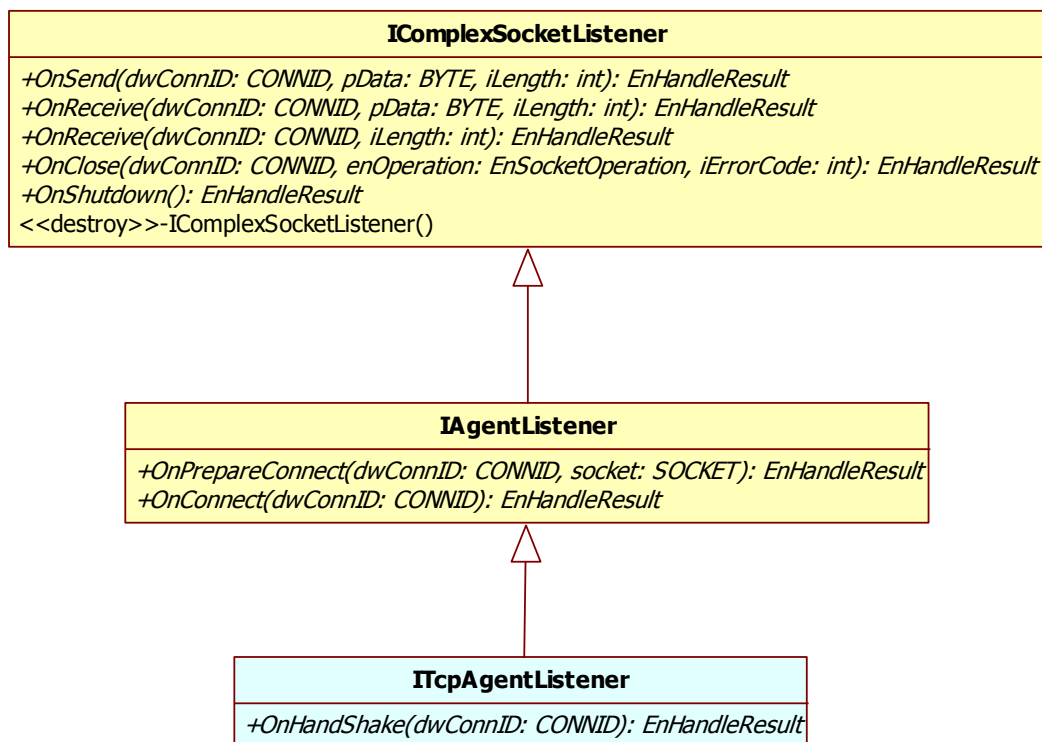 IComplexSocketListener
+OnSend(dwConnID: CONNID, pData: BYTE, iLength: int): EnHandleResult
+OnReceive(dwConnID: CONNID, pData: BYTE, iLength: int): EnHandleResult
+OnReceive(dwConnID: CONNID, iLength: int): EnHandleResult
+OnClose(dwConnID: CONNID, enOperation: EnSocketOperation, iErrorCode: int): EnHandleResult
+OnShutdown(): EnHandleResult
<<destroy>>-IComplexSocketListener()
IAgentListener
+OnPrepareConnect(dwConnID: CONNID, socket: SOCKET): EnHandleResult
+OnConnect(dwConnID: CONNID): EnHandleResult
ITcpAgentListener
+OnHandShake(dwConnID: CONNID): EnHandleResult